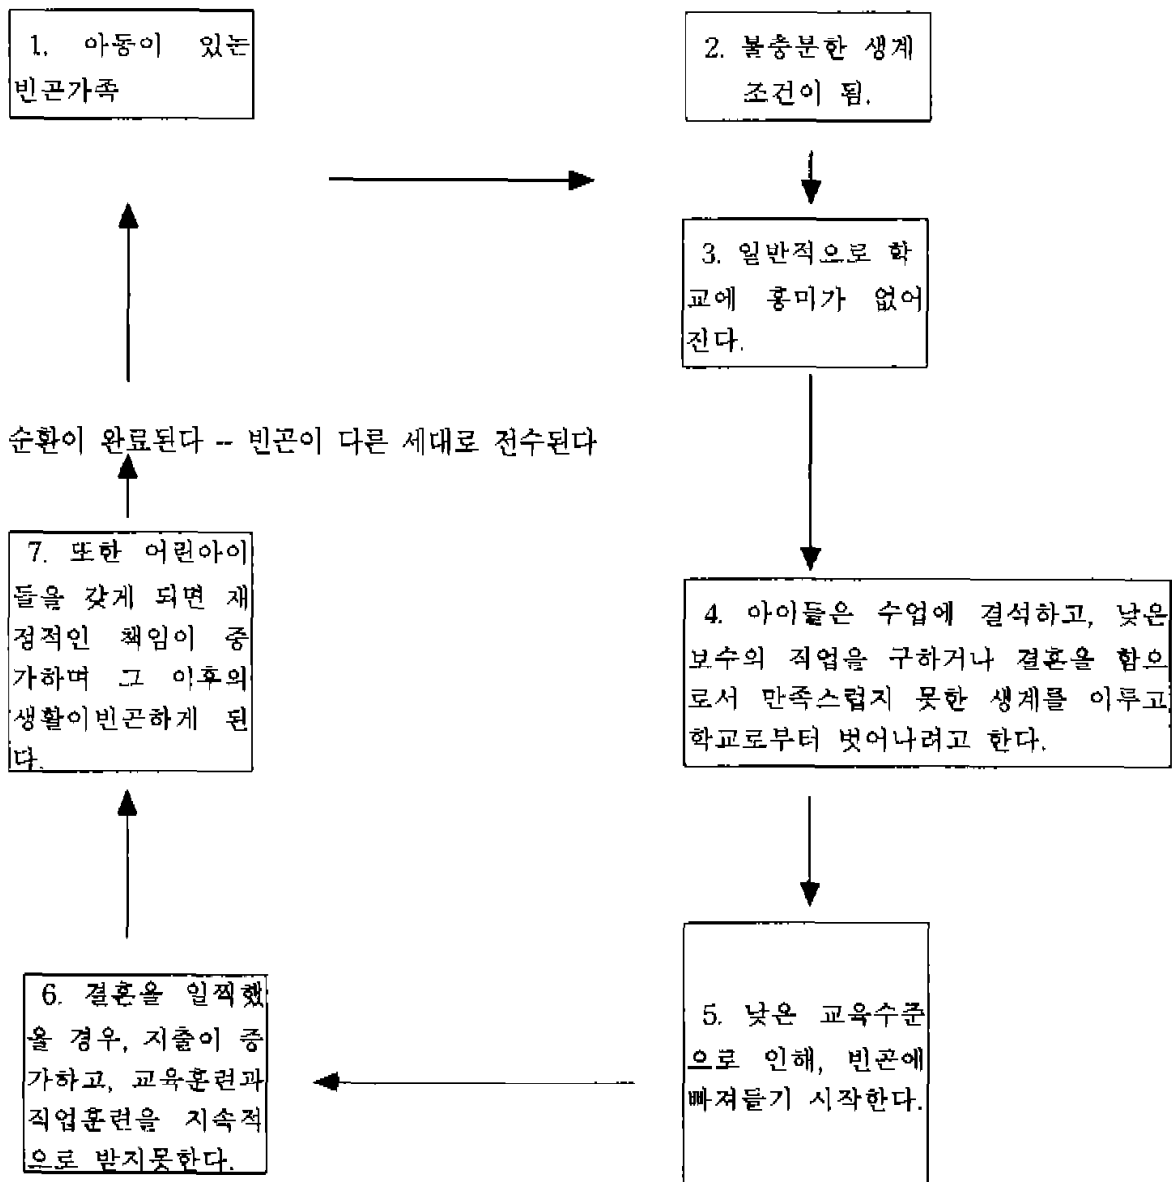 1. 아동이 있는
빈곤가족
2. 불충분한 생계
조건이 됨.
3. 일반적으로 학
교에 흥미가 없어
진다.
4. 아이들은 수업에 결석하고, 낮은
보수의 직업을 구하거나 결혼을 함으
로서 만족스럽지 못한 생계를 이루고
학교로부터 벗어나려고 한다.
5. 낮은 교육수준
으로 인해, 빈곤에
빠져들기 시작한다.
6. 결혼을 일찍했
을 경우, 지출이 증
가하고, 교육훈련과
직업훈련을 지속적
으로 받지못한다.
7. 또한 어린아이
들을 갖게 되면 재
정적인 책임이 증
가하며 그 이후의
생활이빈곤하게 된
다.
순환이 완료된다 -- 빈곤이 다른 세대로 전수된다